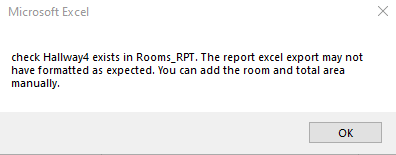 Microsoft Excel
check Hallway4 exists in Rooms_RPT. The report excel export may not
have formatted as expected. You can add the room and total area
manually.
OK